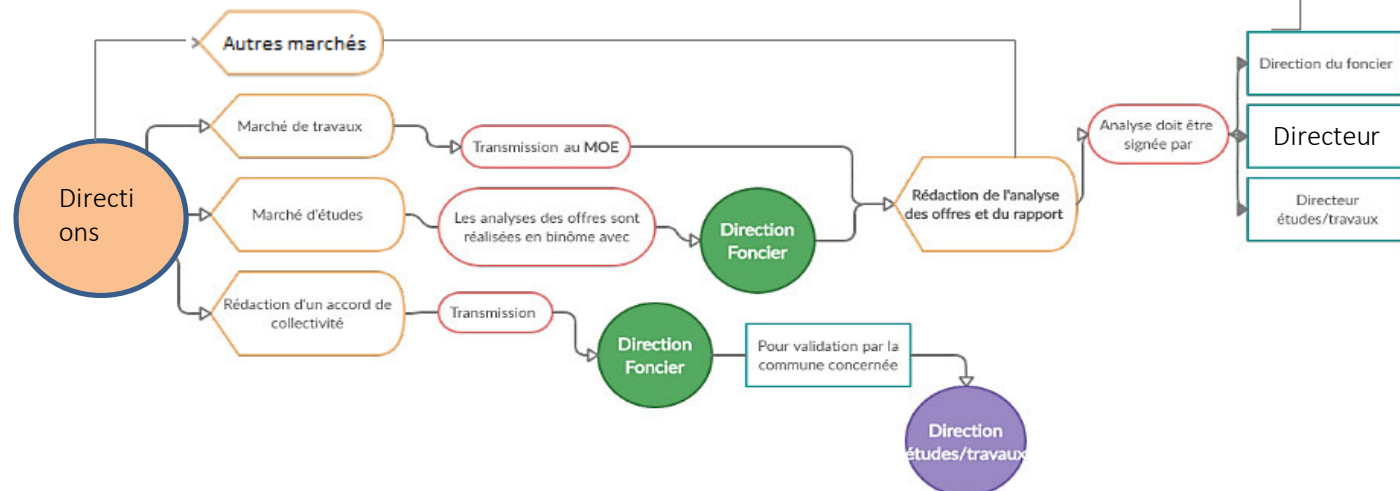 Autres marchés
Direction du foncier
Marché de travaux
Transmission au MOE
Analyse doit être
signée par
Directeur
Directi
ons
Marché d'études
Les analyses des offres sont
réalisées en binôme avec
Direction
Foncier
Rédaction de l'analyse
des offres et du rapport
Directeur
études/travaux
Rédaction d'un accord de
collectivité
Transmission
Direction
Foncier
Pour validation par la
commune concernée
Direction
études/travaux